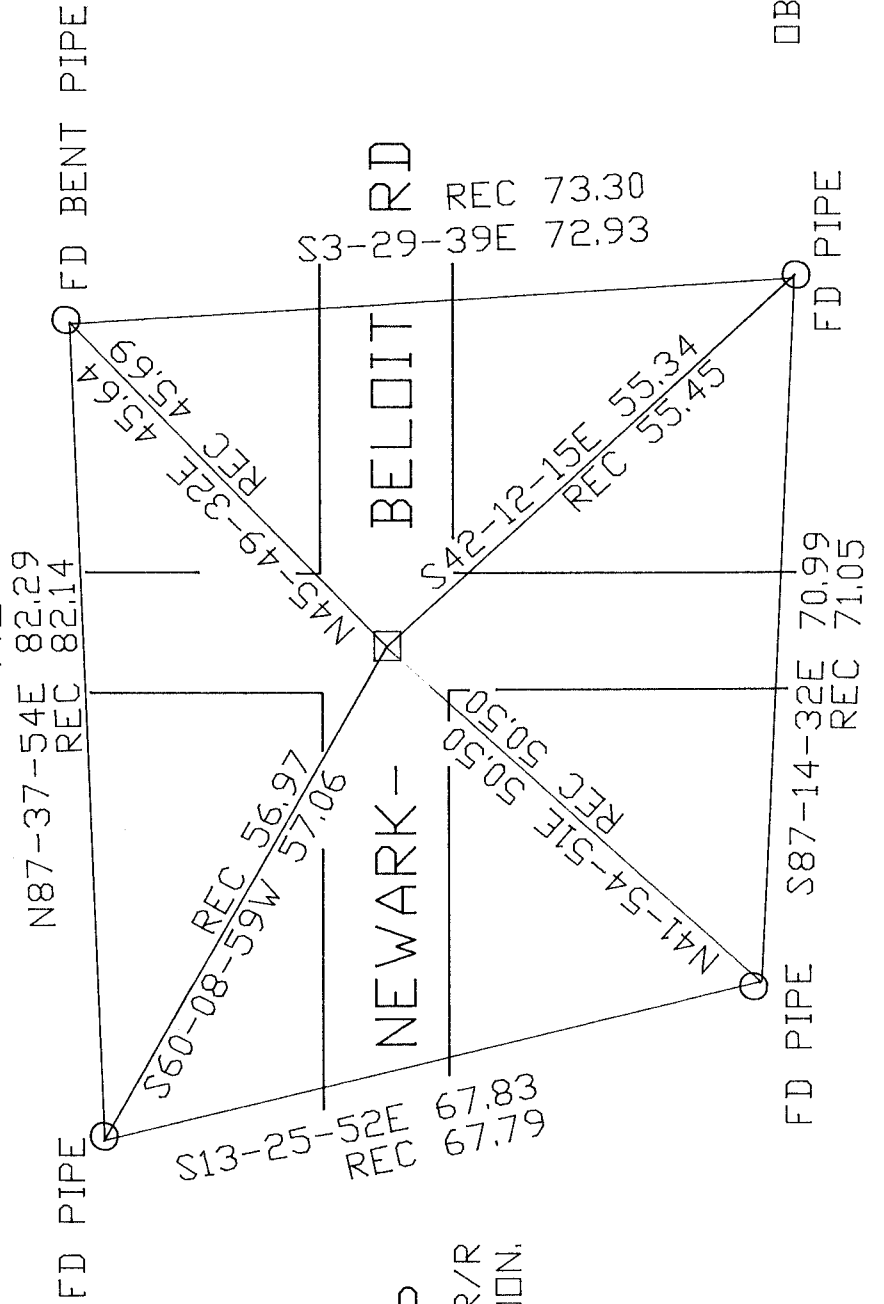 FD BENT PIPE
OB
N87-37-54E 82.29
REC 82.14
FD PIPE
N45-49-32E 45.64
REC 45.69
REC 56.97
S60-08-59W 57.06
REC 73.30
S3-29-39E 72.93
NEWARK- BELOIT RD
S13-25-52E 67.83
REC 67.79
S42-12-15E 55.34
REC 55.45
N41-54-51E 50.50
REC 50.50
FD PIPE
FD PIPE
S87-14-32E 70.99
REC 71.05
R/R
ION.